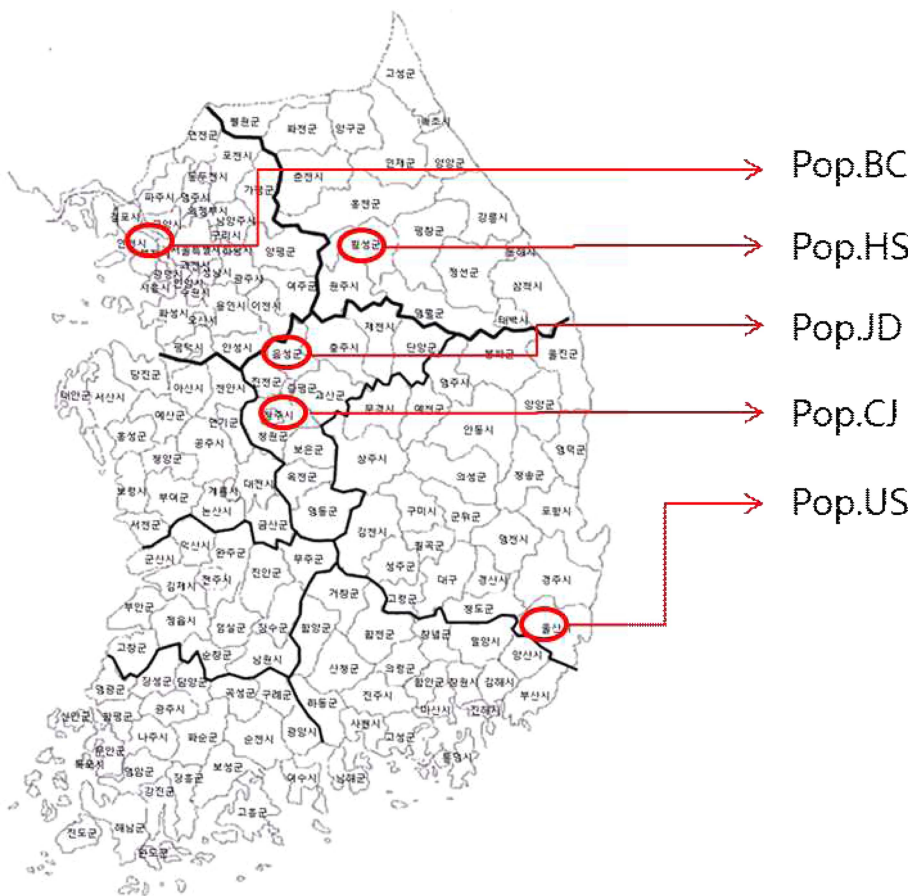 고성군
철원군
화천군
양구군
속초시
연천군
포천시
인제군
양양군
춘천시
동두천시
가평군
파주시
양주시
의정부시
홍천군
강릉시
김포시
고양시
남양주시
구리시
횡성군
평창군
동해시
인천시
서울특별시
하남시
양평군
정선군
과천시
광명시
안양시
성남시
광주시
여주군
원주시
삼척시
시흥시
수원시
용인시
이천시
영월군
태백시
화성시
오산시
제천시
평택시
안성시
음성군
충주시
단양군
봉화군
울진군
당진군
아산시
천안시
진천군
증평군
괴산군
영주시
태안군
서산시
예산군
연기군
청주시
문경시
예천군
안동시
양양군
홍성군
공주시
청원군
보은군
상주시
의성군
청송군
영덕군
청양군
대전시
옥천군
보령시
부여군
계룡시
논산시
영동군
구미시
군위군
포항시
서천군
금산군
김천시
영천시
군산시
익산시
완주군
무주군
칠곡군
성주군
대구
경산시
경주시
김제시
전주시
진안군
거창군
고령군
청도군
부안군
정읍시
임실군
장수군
함양군
합천군
창녕군
밀양시
울산시
고창군
순창군
남원시
산청군
의령군
양산시
영광군
장성군
담양군
곡성군
구례군
하동군
진주시
함안군
창원시
김해시
부산시
신안군
함평군
광주시
사천시
마산시
진해시
나주시
화순군
순천시
광양시
고성군
무안군
목포시
영암군
보성군
통영시
장흥군
여수시
남해군
강진군
고흥군
진도군
해남군
완도군
Pop.BC
Pop.HS
Pop.JD
Pop.CJ
Pop.US